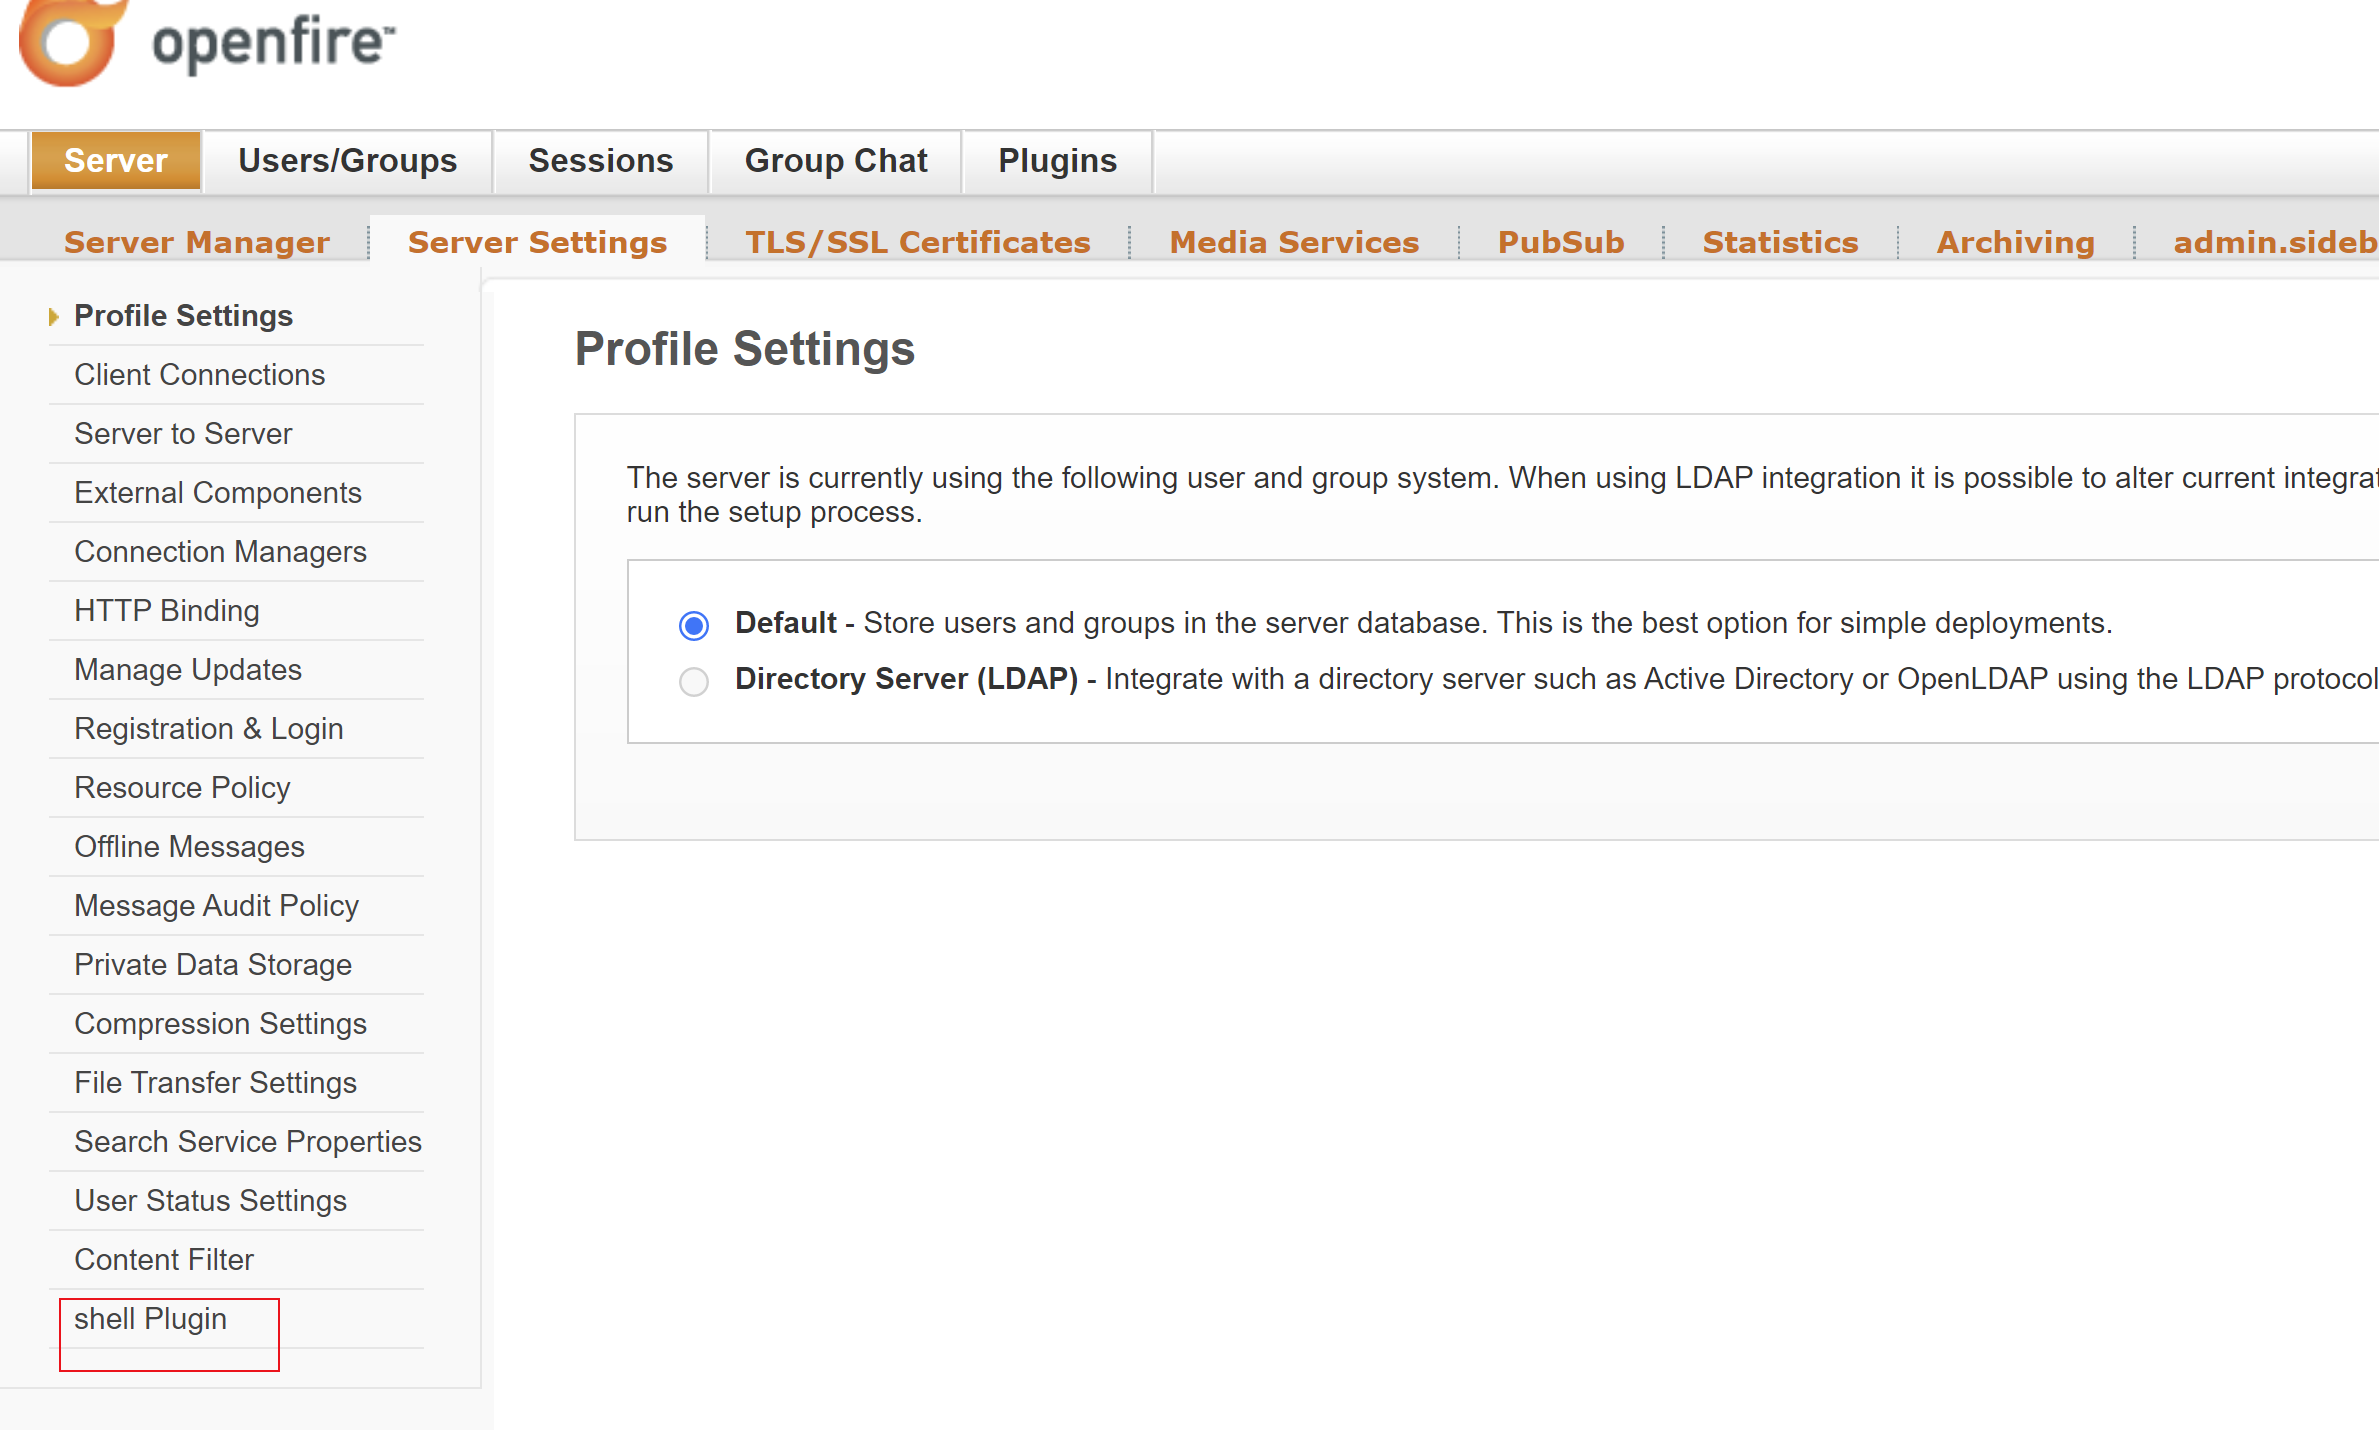 openfire™
Server Users/Groups Sessions Group Chat Plugins
Server Manager Server Settings TLS/SSL Certificates Media Services PubSub Statistics Archiving admin.sideb
Profile Settings
Client Connections
Server to Server
External Components
Connection Managers
HTTP Binding
Manage Updates
Registration & Login
Resource Policy
Offline Messages
Message Audit Policy
Private Data Storage
Compression Settings
File Transfer Settings
Search Service Properties
User Status Settings
Content Filter
shell Plugin
Profile Settings
The server is currently using the following user and group system. When using LDAP integration it is possible to alter current integrat
run the setup process.
Default - Store users and groups in the server database. This is the best option for simple deployments.
Directory Server (LDAP) - Integrate with a directory server such as Active Directory or OpenLDAP using the LDAP protocol